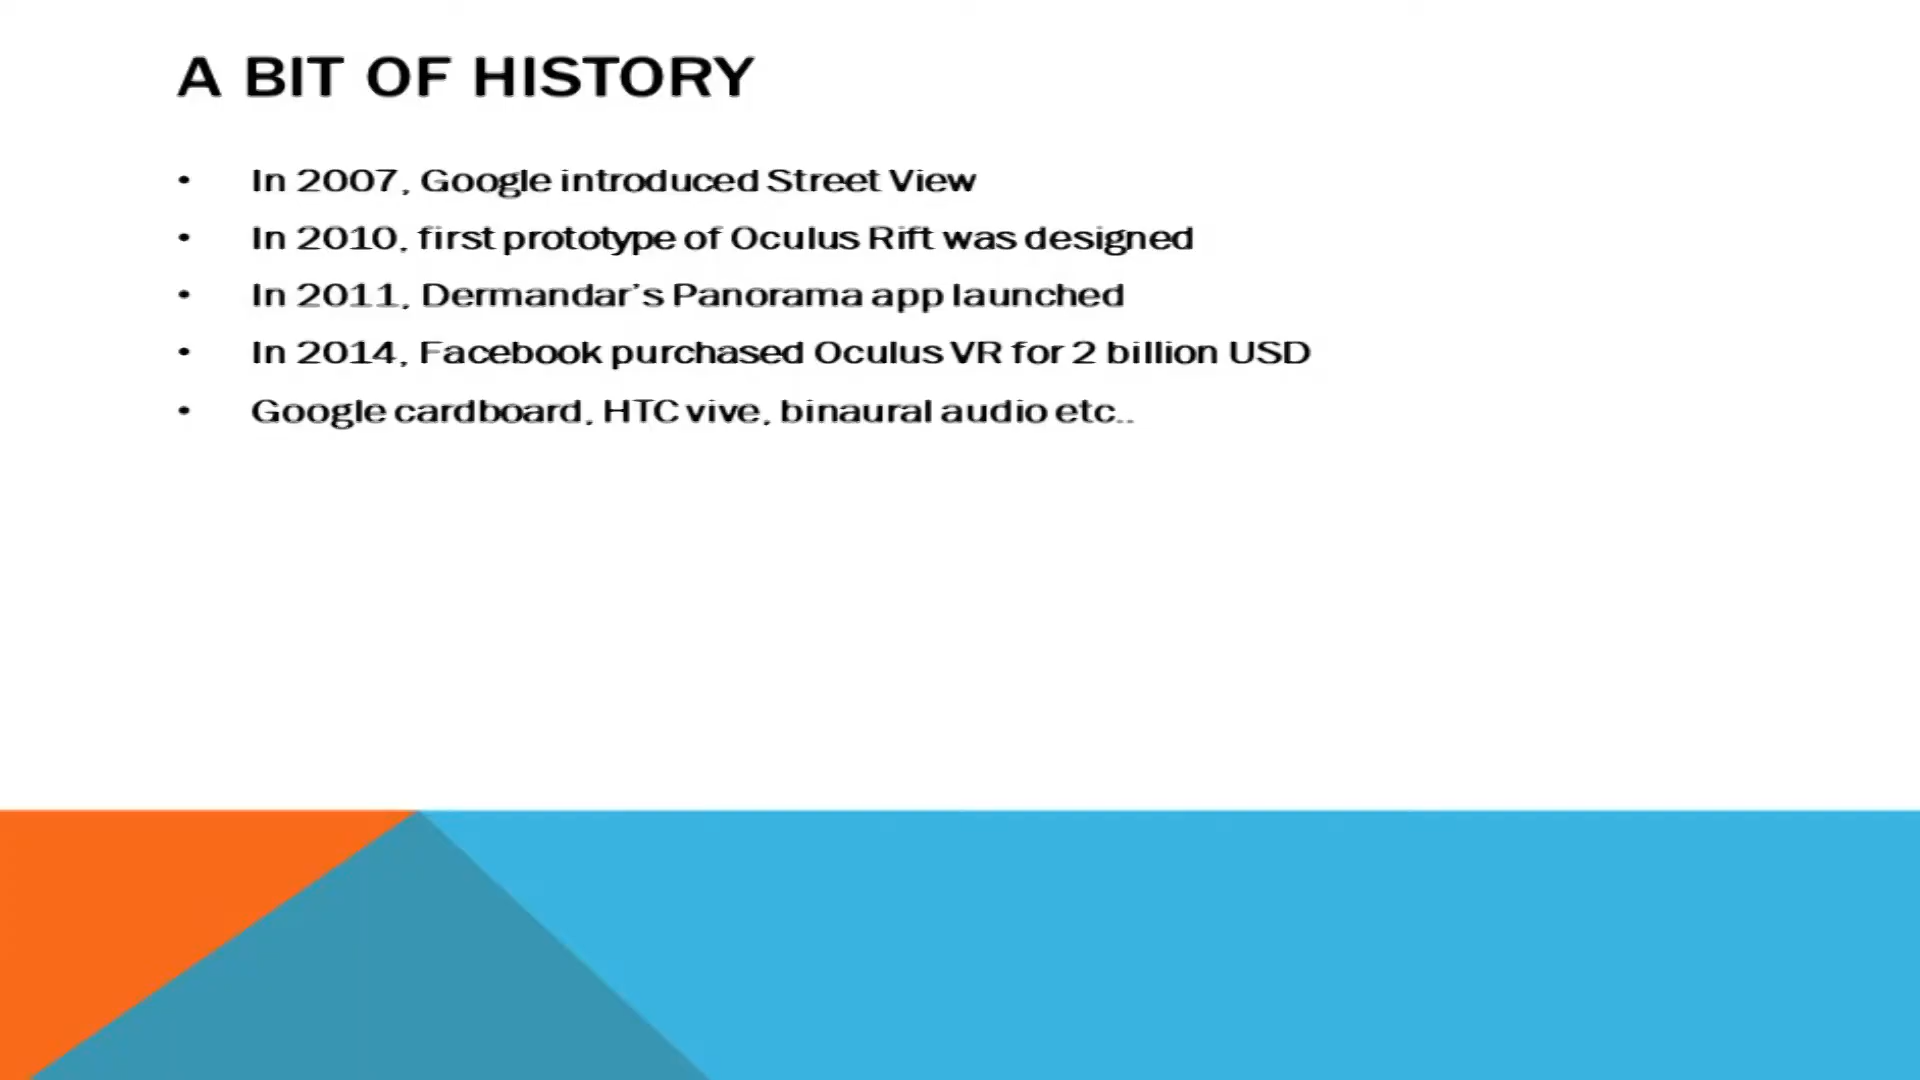 A BIT OF HISTORY
• In 2007, Google introduced Street View
• In 2010, first prototype of Oculus Rift was designed
• In 2011, Dermandar's Panorama app launched
• In 2014, Facebook purchased Oculus VR for 2 billion USD
• Google cardboard, HTC vive, binaural audio etc..